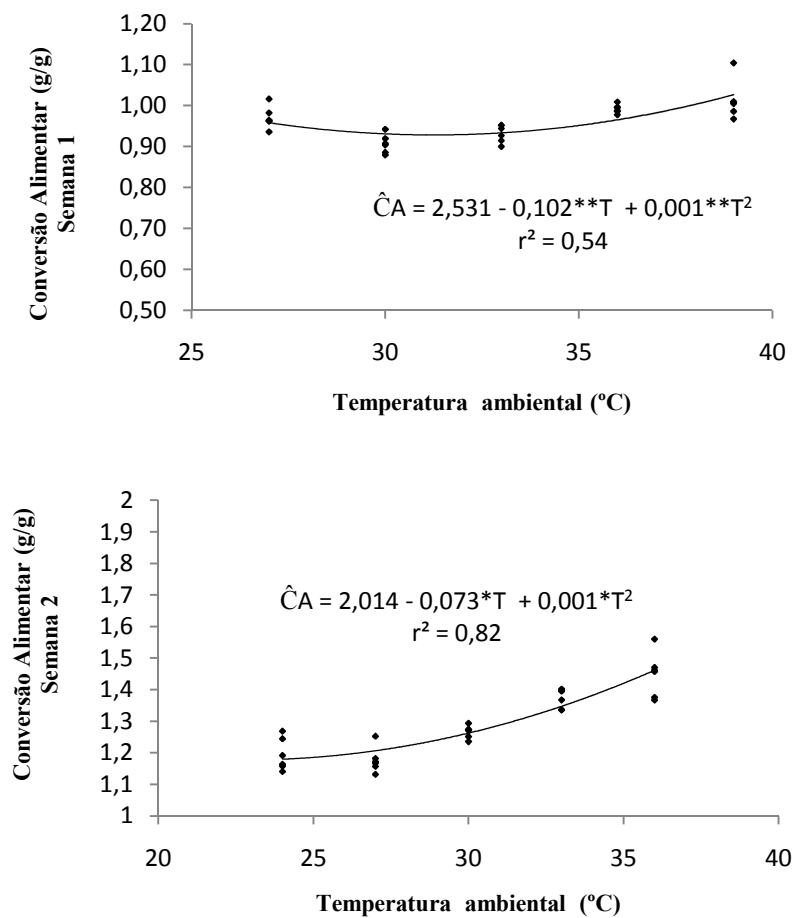 Conversão Alimentar (g/g)
Semana 1
1,20
1,10
1,00
0,90
0,80
0,70
0,60
0,50
ĈA = 2,531 - 0,102**T + 0,001**T²
r² = 0,54
25
30
35
40
Temperatura ambiental (ºC)
Conversão Alimentar (g/g)
Semana 2
2
1,9
1,8
1,7
1,6
1,5
1,4
1,3
1,2
1,1
1
ĈA = 2,014 - 0,073*T + 0,001*T²
r² = 0,82
20
25
30
35
40
Temperatura ambiental (ºC)